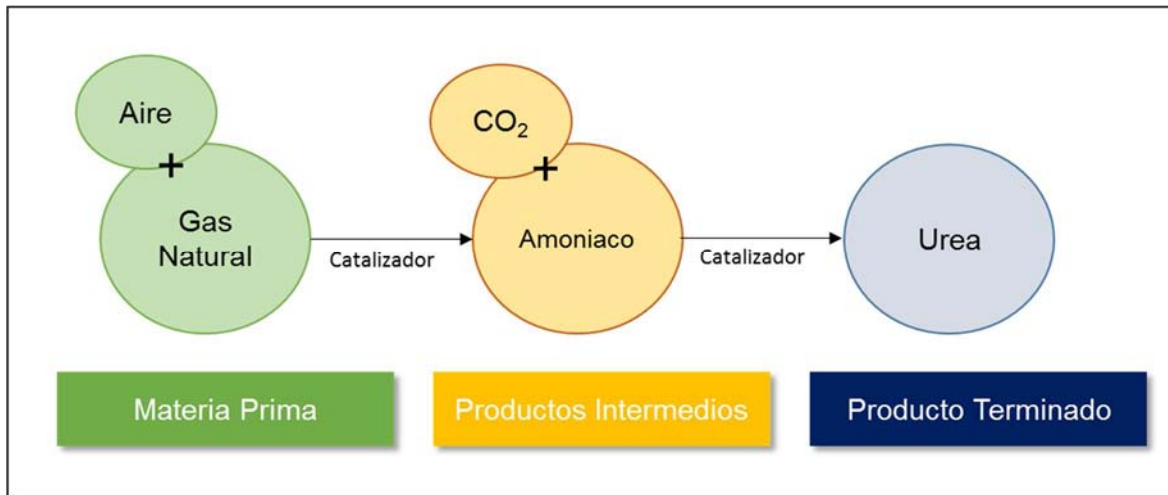 Aire
+
Gas
Natural
Catalizador
CO₂
+
Amoniaco
Catalizador
Urea
Materia Prima
Productos Intermedios
Producto Terminado